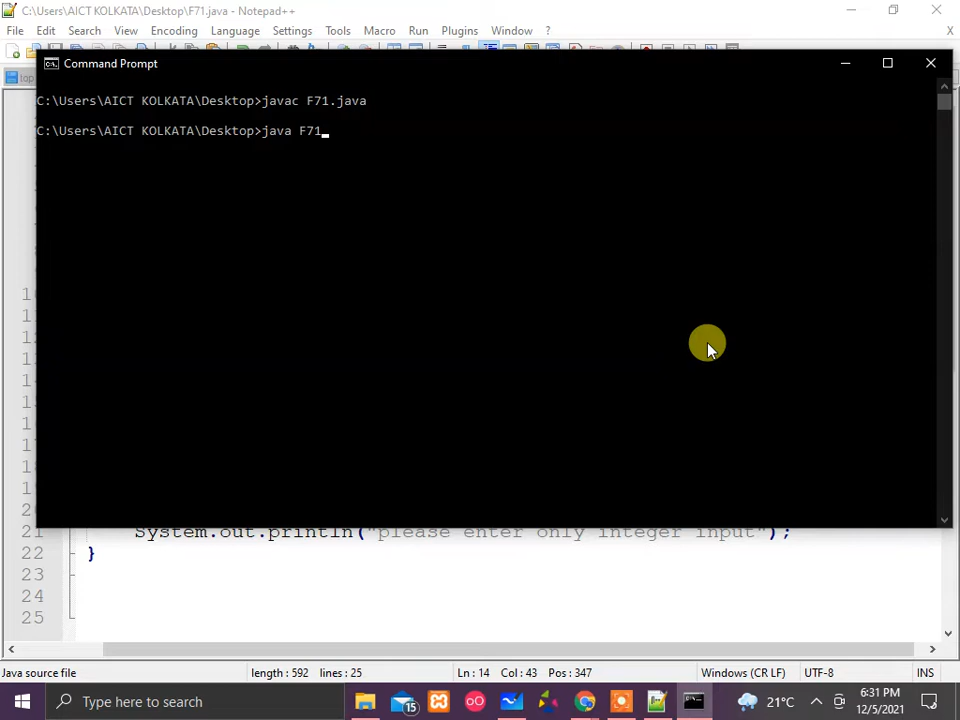 C:\Users\AICT KOLKATA\Desktop\F71.java - Notepad++
File Edit Search View Encoding Language Settings Tools Macro Run Plugins Window ? X
Command Prompt
C:\Users\AICT KOLKATA\Desktop>javac F71.java
C:\Users\AICT KOLKATA\Desktop>java F71_
21 System.out.println("please enter only integer input");
22 }
23
24
25
Java source file length : 592 lines : 25 Ln : 14 Col : 43 Pos : 347 Windows (CR LF) UTF-8 INS
Type here to search 15 21°C 6:31 PM
12/5/2021